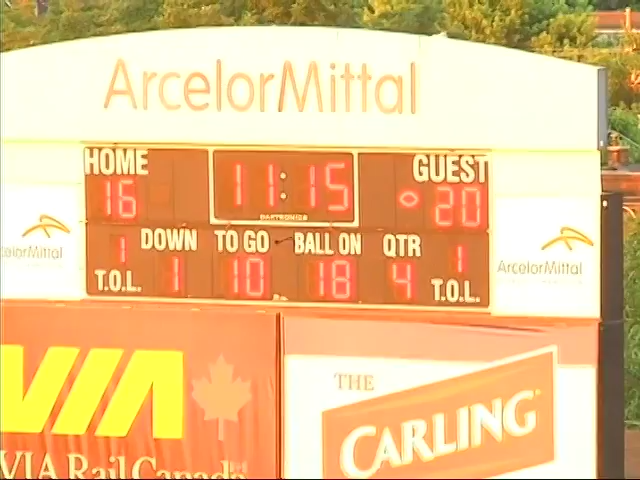 ArcelorMittal
HOME 11:15 GUEST
16 20
1 DOWN TO GO BALL ON QTR 1
T.O.L. 1 10 18 4 T.O.L.
DAKTRONICS
ArcelorMittal
ArcelorMittal
VIA
VIA Rail Canada
THE
CARLING